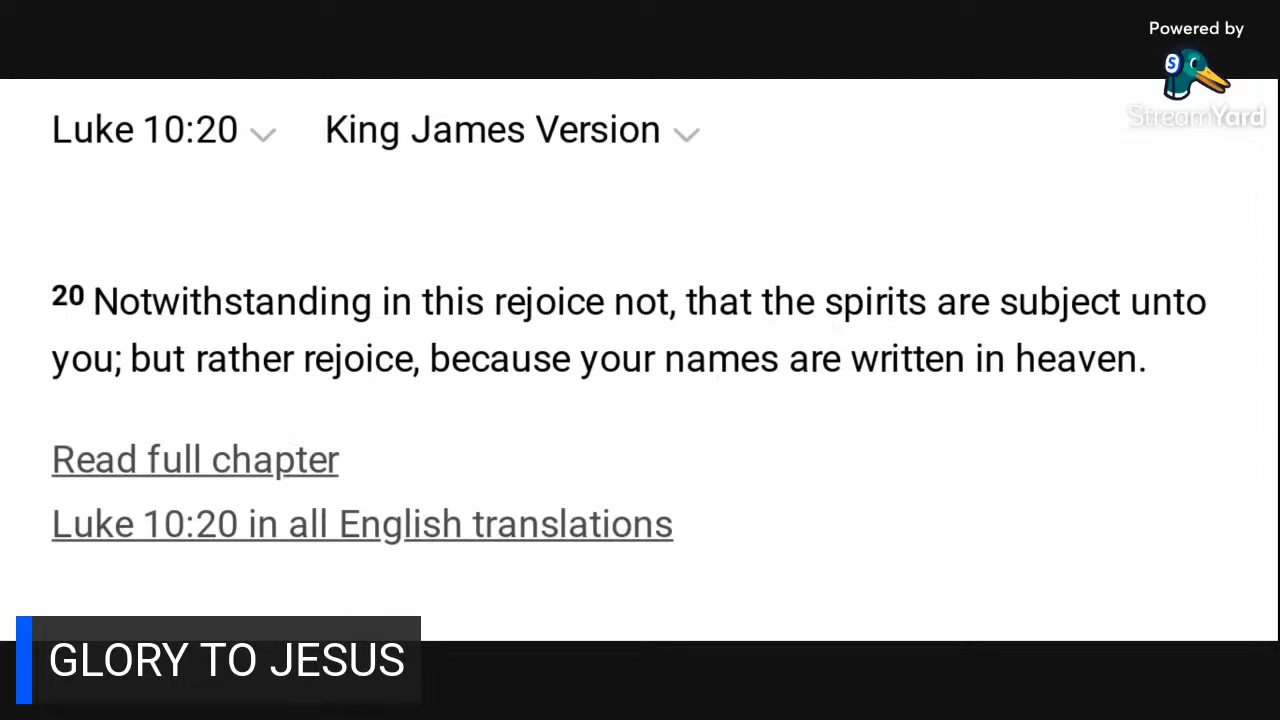 Powered by
StreamYard
Luke 10:20 King James Version
20 Notwithstanding in this rejoice not, that the spirits are subject unto
you; but rather rejoice, because your names are written in heaven.
Read full chapter
Luke 10:20 in all English translations
GLORY TO JESUS